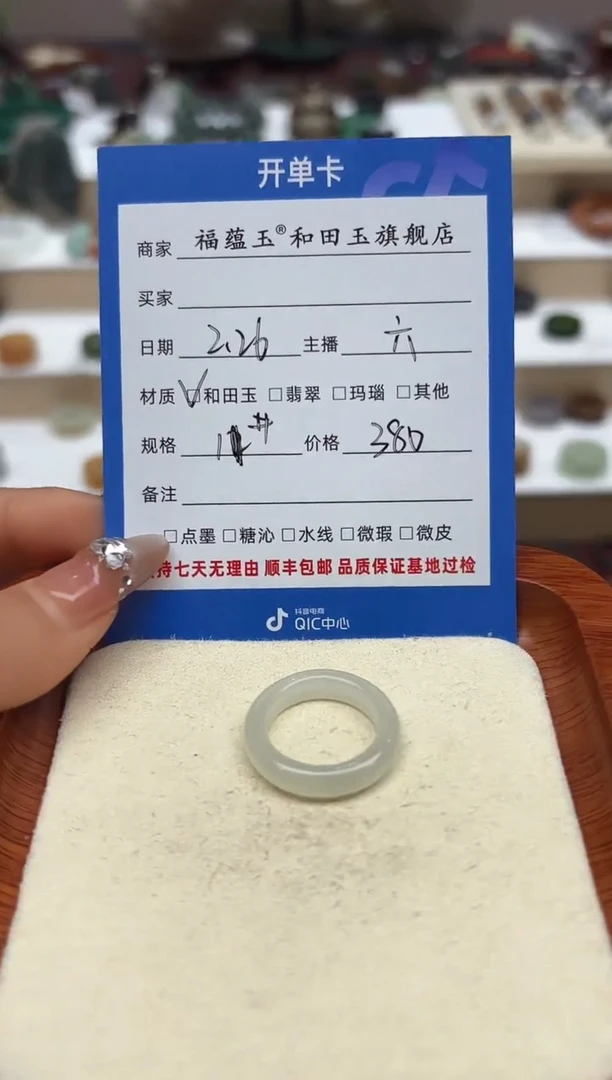 开单卡
商家 福蕴玉®和田玉旗舰店
买家
日期 2.26 主播 六
材质 ☑和田玉 □翡翠 □玛瑙 □其他
规格 价格 380
备注
□点墨 □糖沁 □水线 □微瑕 □微皮
持七天无理由 顺丰包邮 品质保证基地过检
抖音电商
QIC中心